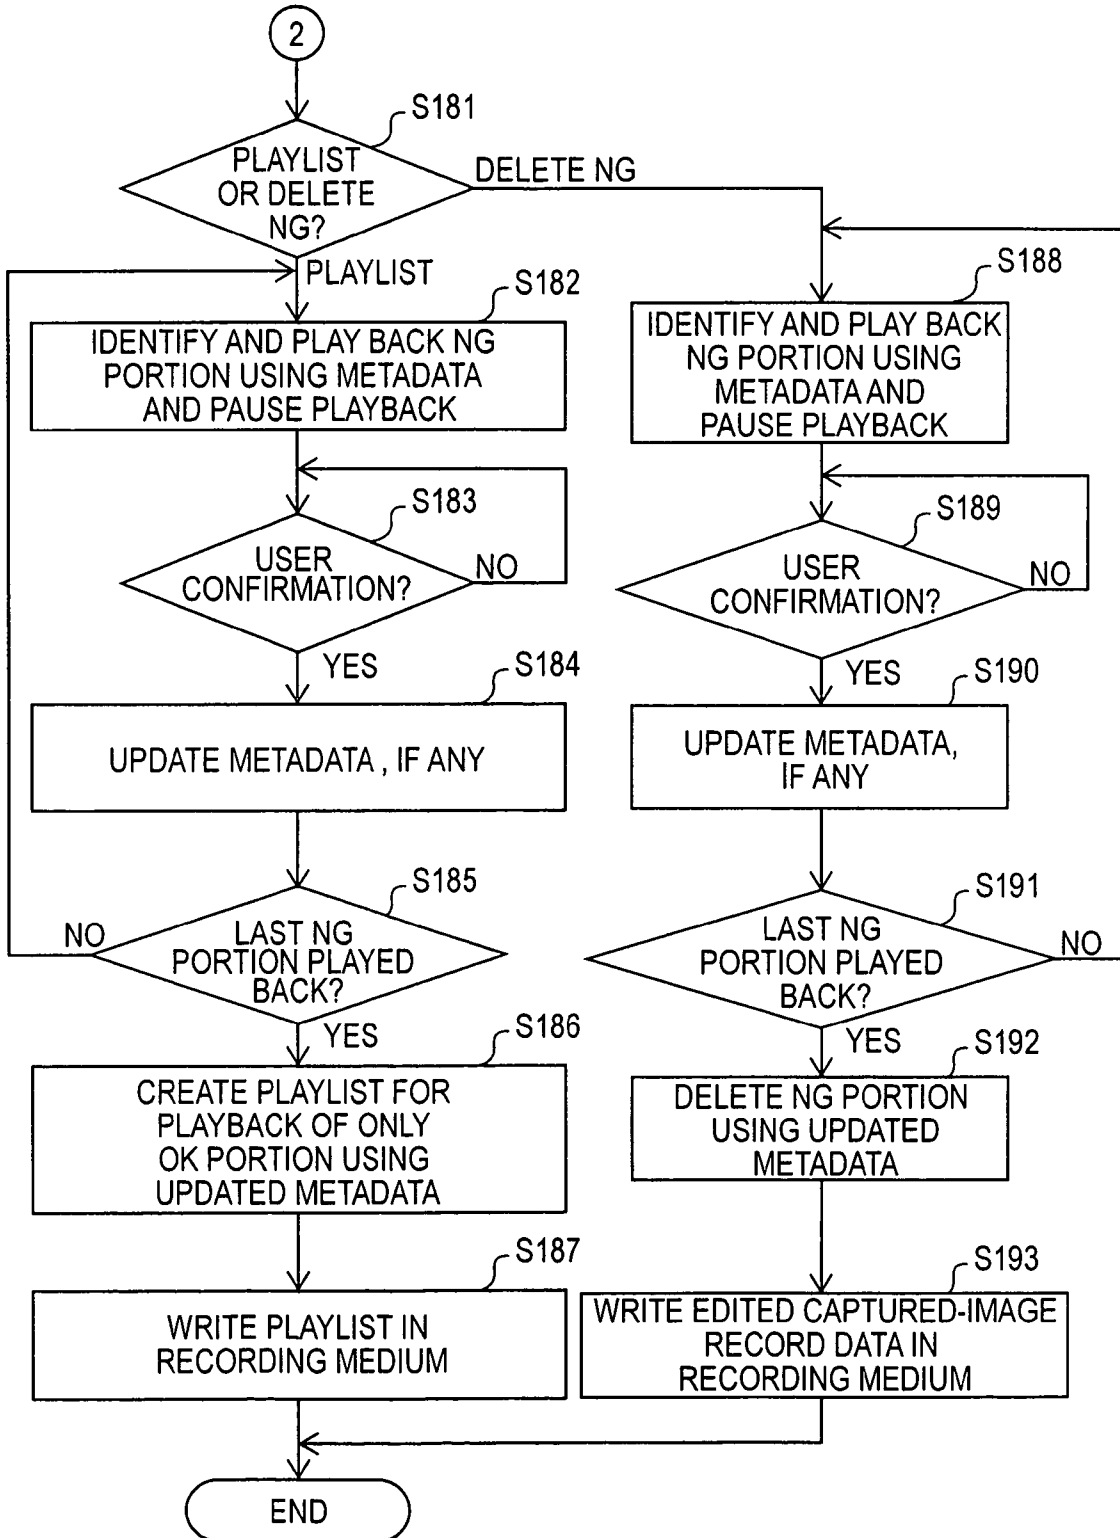 2
S181
PLAYLIST
OR DELETE
NG?
DELETE NG
PLAYLIST
S182
IDENTIFY AND PLAY BACK NG
PORTION USING METADATA
AND PAUSE PLAYBACK
S183
USER
CONFIRMATION?
NO
YES
S184
UPDATE METADATA , IF ANY
S185
NO
LAST NG
PORTION PLAYED
BACK?
YES
S186
CREATE PLAYLIST FOR
PLAYBACK OF ONLY
OK PORTION USING
UPDATED METADATA
S187
WRITE PLAYLIST IN
RECORDING MEDIUM
S188
IDENTIFY AND PLAY BACK
NG PORTION USING
METADATA AND
PAUSE PLAYBACK
S189
USER
CONFIRMATION?
NO
YES
S190
UPDATE METADATA,
IF ANY
S191
LAST NG
PORTION PLAYED
BACK?
NO
YES
S192
DELETE NG PORTION
USING UPDATED
METADATA
S193
WRITE EDITED CAPTURED-IMAGE
RECORD DATA IN
RECORDING MEDIUM
END